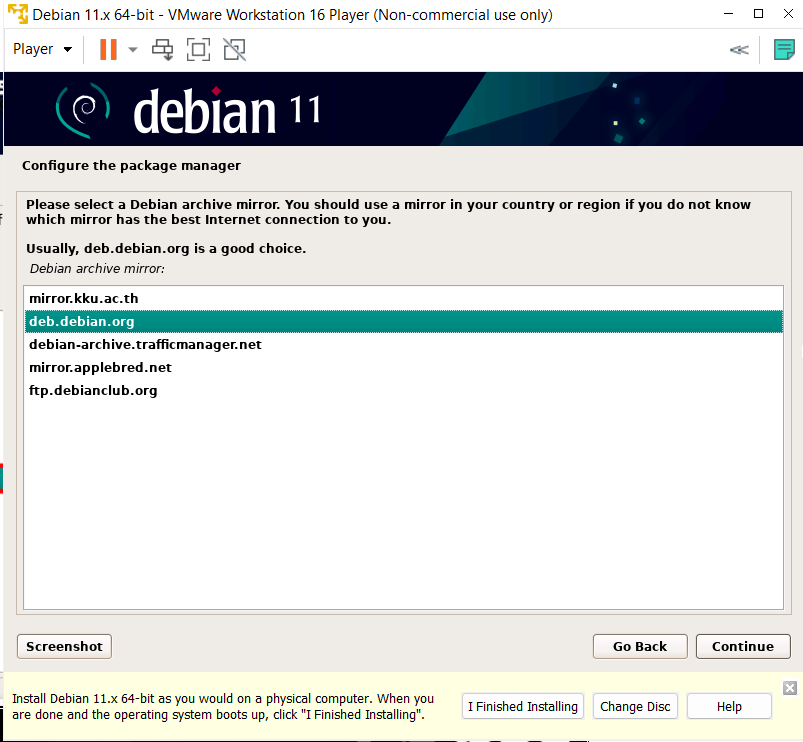 Debian 11.x 64-bit - VMware Workstation 16 Player (Non-commercial use only)
Player
debian 11
Configure the package manager
Please select a Debian archive mirror. You should use a mirror in your country or region if you do not know
which mirror has the best Internet connection to you.
Usually, deb.debian.org is a good choice.
Debian archive mirror:
mirror.kku.ac.th
deb.debian.org
debian-archive.trafficmanager.net
mirror.applebred.net
ftp.debianclub.org
Screenshot
Go Back
Continue
Install Debian 11.x 64-bit as you would on a physical computer. When you
are done and the operating system boots up, click "I Finished Installing".
I Finished Installing
Change Disc
Help